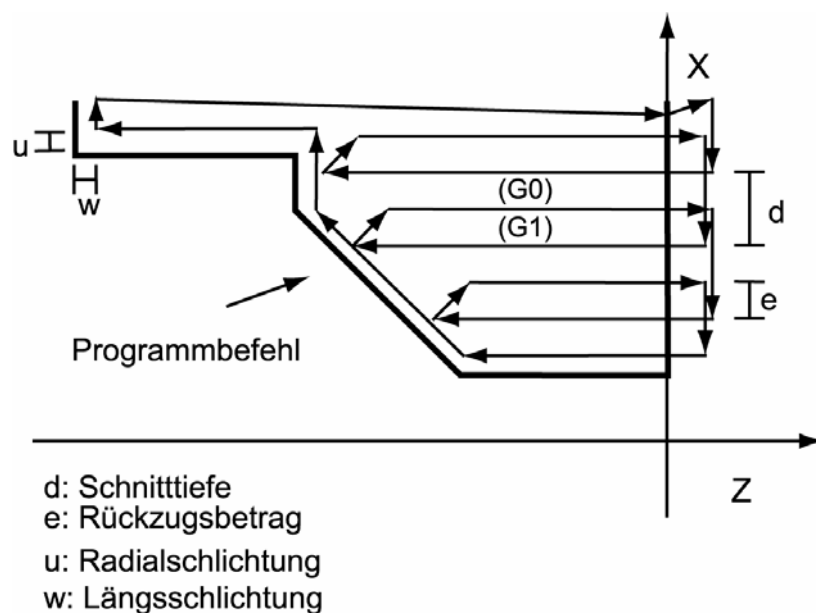 X
u
w
(G0)
d
(G1)
e
Programmbefehl
Z
d: Schnitttiefe
e: Rückzugsbetrag
u: Radialschlichtung
w: Längsschlichtung